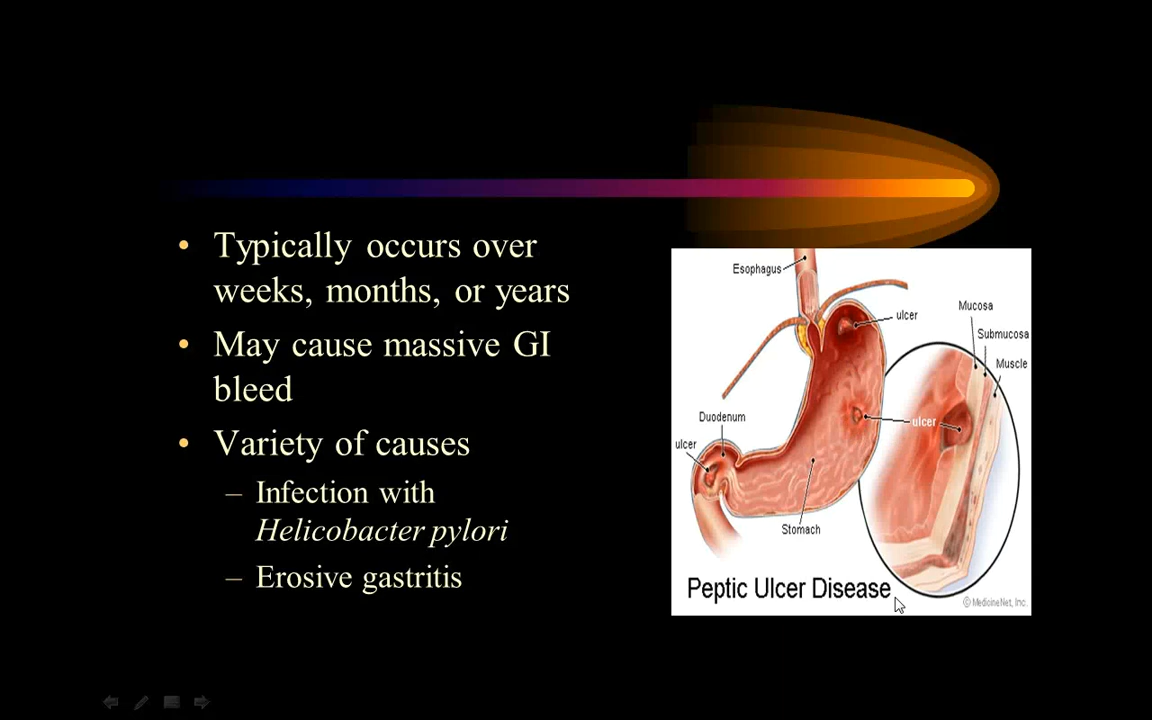 • Typically occurs over
weeks, months, or years
• May cause massive GI
bleed
• Variety of causes
– Infection with
Helicobacter pylori
– Erosive gastritis
Esophagus
ulcer
Mucosa
Submucosa
Muscle
Duodenum
ulcer
ulcer
Stomach
Peptic Ulcer Disease
© MedicineNet, Inc.